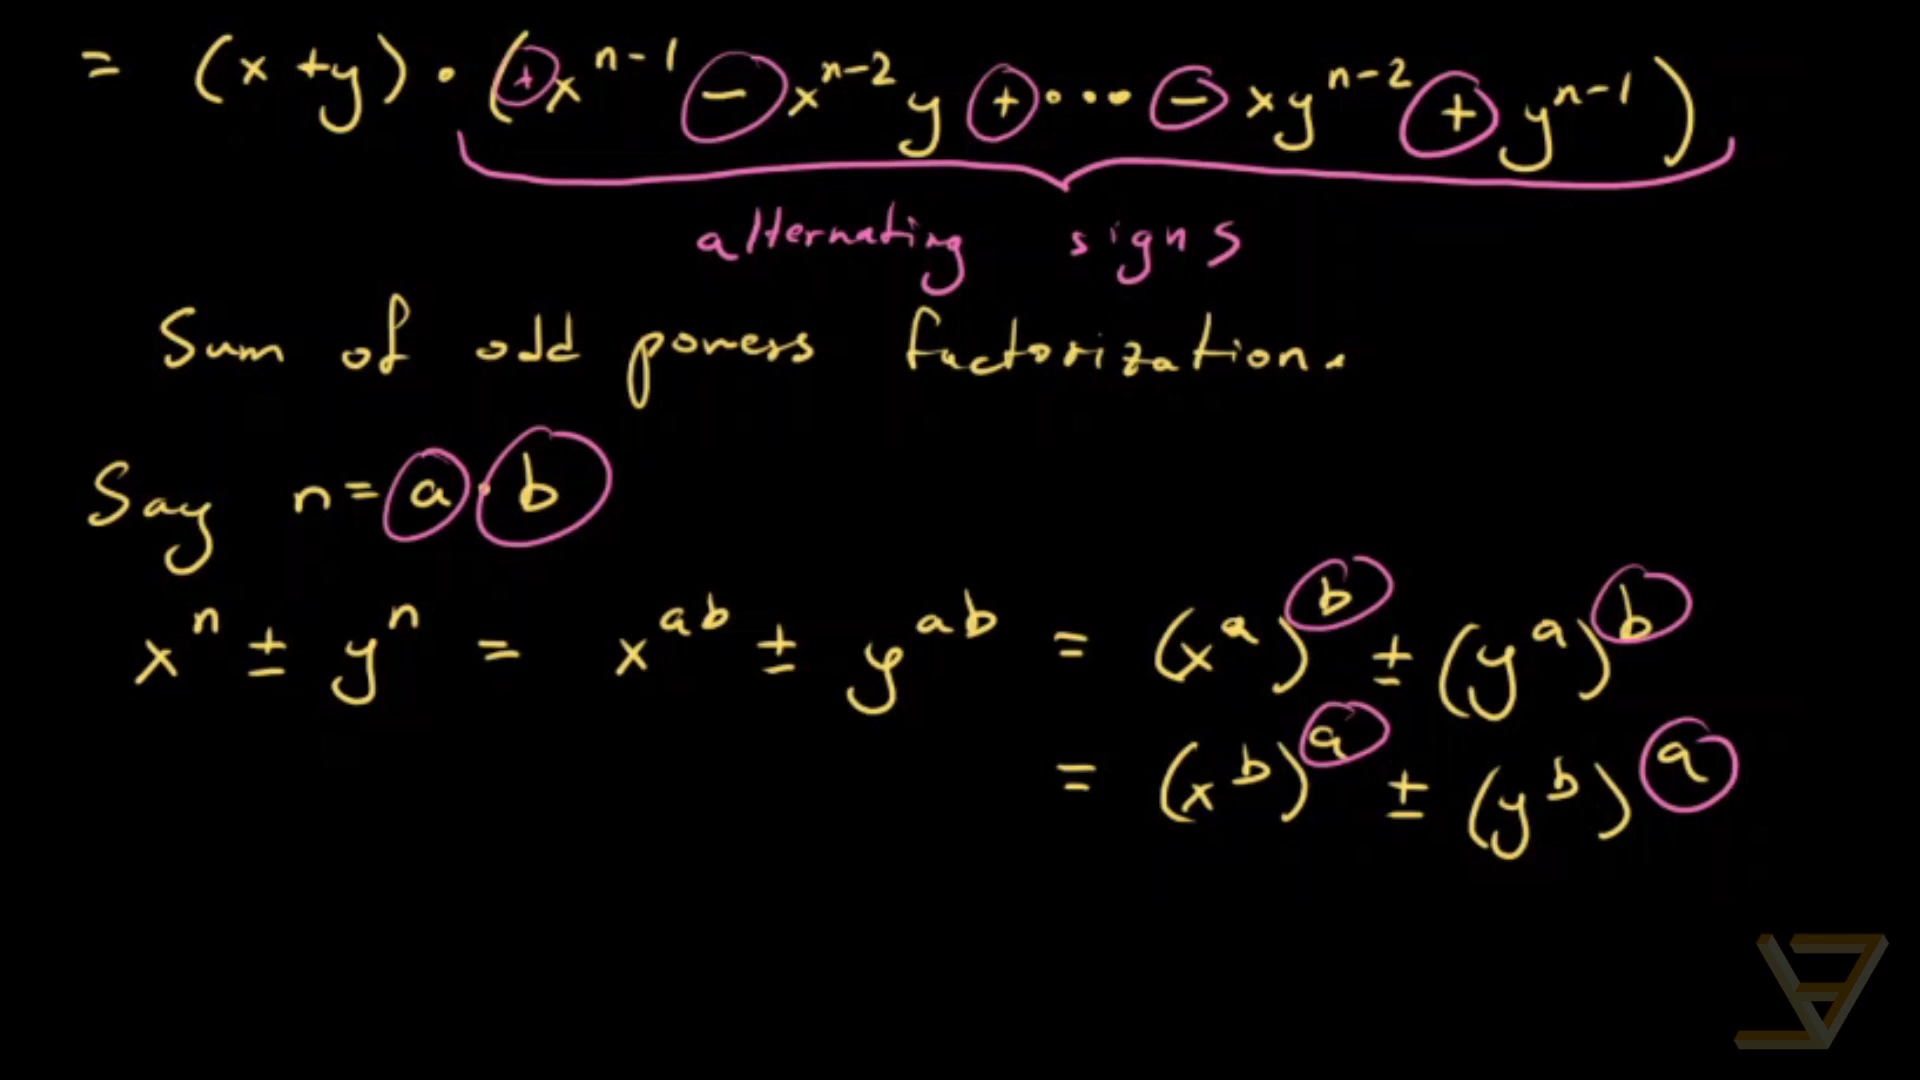 = (x+y) · (+x^{n-1} - x^{n-2}y + ··· - xy^{n-2} + y^{n-1})
alternating signs
Sum of odd powers factorization.
Say n = a·b
x^n ± y^n = x^{ab} ± y^{ab} = (x^a)^b ± (y^a)^b
= (x^b)^a ± (y^b)^a